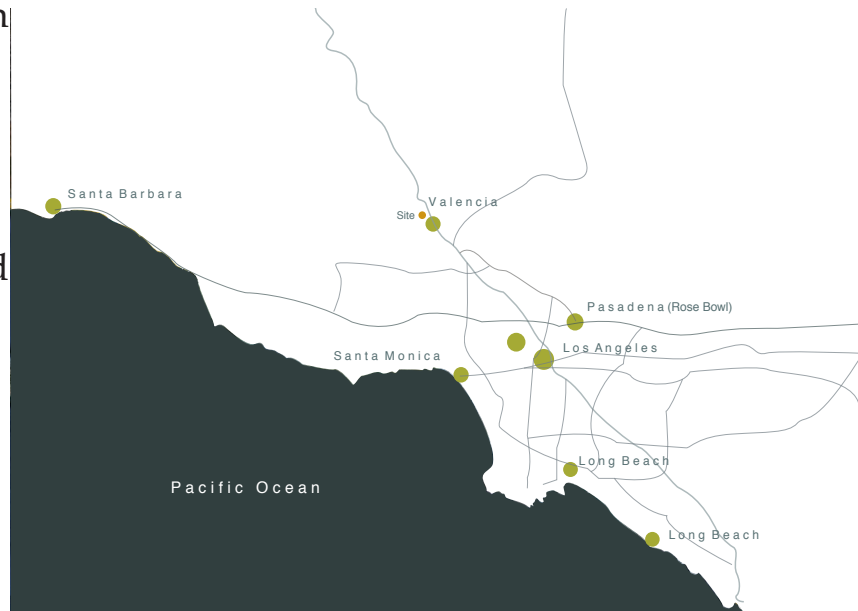 n
Santa Barbara
Valencia
Site
d
Pasadena (Rose Bowl)
Los Angeles
Santa Monica
Long Beach
Pacific Ocean
Long Beach